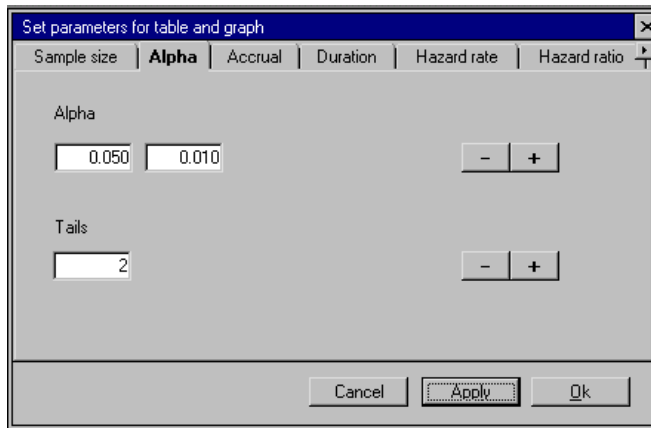 Set parameters for table and graph
Sample size Alpha Accrual Duration Hazard rate Hazard ratio
Alpha
0.050 0.010 - +
Tails
2 - +
Cancel Apply Ok